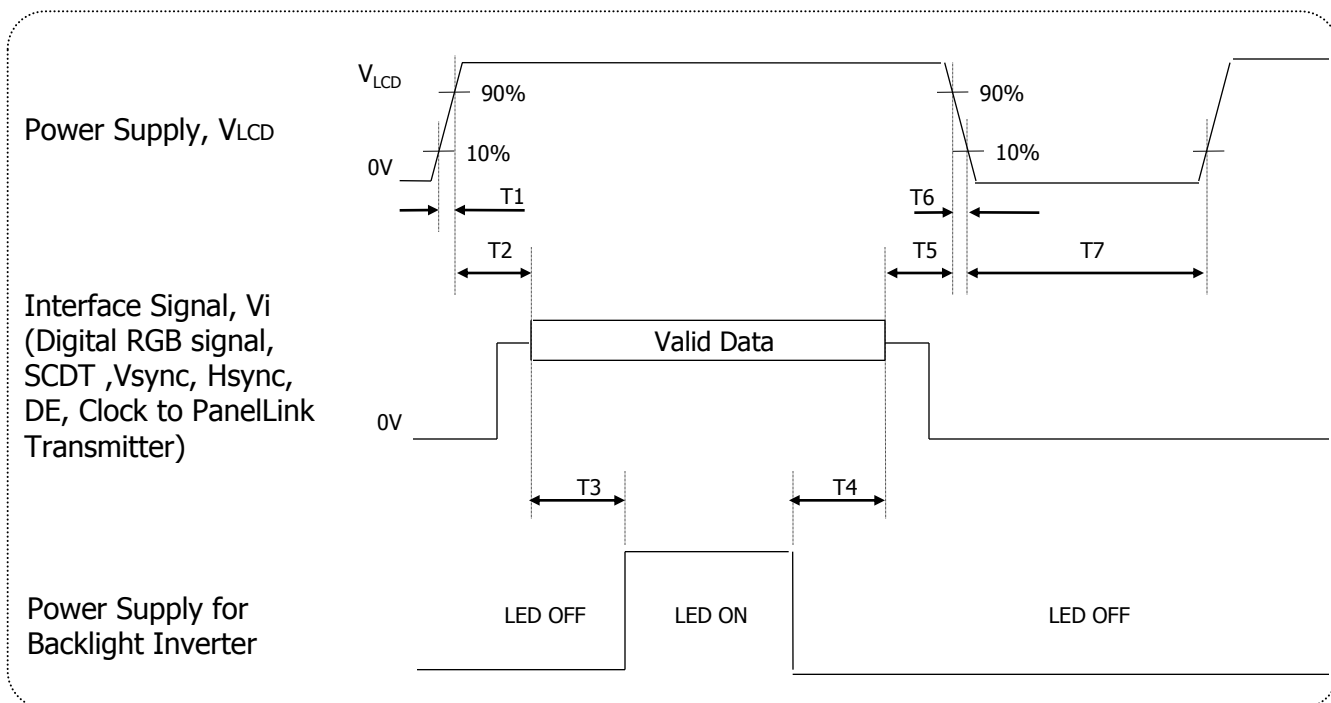 VLCD
90%
90%
Power Supply, VLCD
10%
10%
0V
T1
T6
T2
T5
T7
Interface Signal, Vi
(Digital RGB signal,
SCDT ,Vsync, Hsync,
DE, Clock to PanelLink
Transmitter)
Valid Data
0V
T3
T4
Power Supply for
Backlight Inverter
LED OFF
LED ON
LED OFF